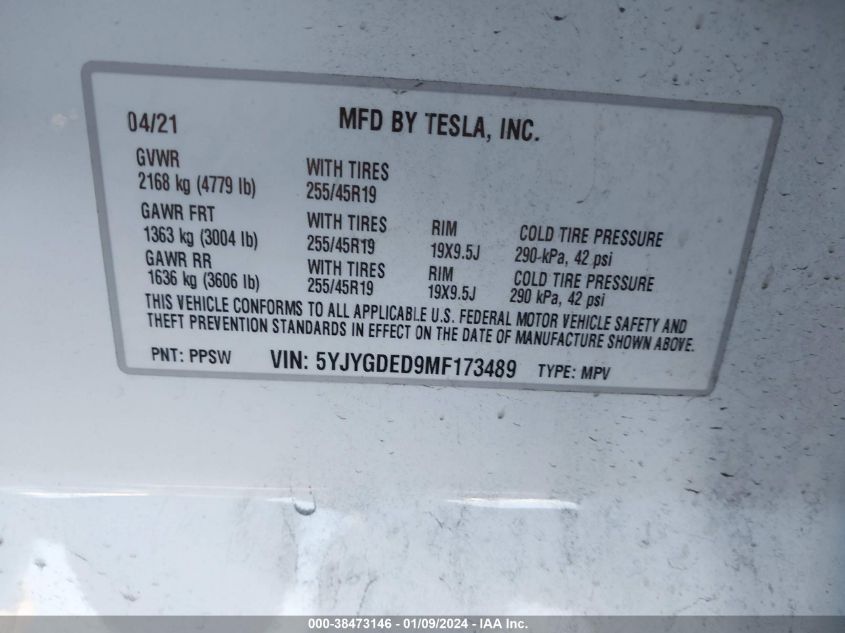 04/21 MFD BY TESLA, INC.
GVWR
2168 kg (4779 lb) WITH TIRES
255/45R19
GAWR FRT
1363 kg (3004 lb) WITH TIRES
255/45R19 RIM
19X9.5J COLD TIRE PRESSURE
290-kPa, 42 psi
GAWR RR
1636 kg (3606 lb) WITH TIRES
255/45R19 RIM
19X9.5J COLD TIRE PRESSURE
290 kPa, 42 psi
THIS VEHICLE CONFORMS TO ALL APPLICABLE U.S. FEDERAL MOTOR VEHICLE SAFETY AND
THEFT PREVENTION STANDARDS IN EFFECT ON THE DATE OF MANUFACTURE SHOWN ABOVE.
PNT: PPSW VIN: 5YJYGDED9MF173489 TYPE: MPV
000-38473146 - 01/09/2024 - IAA Inc.